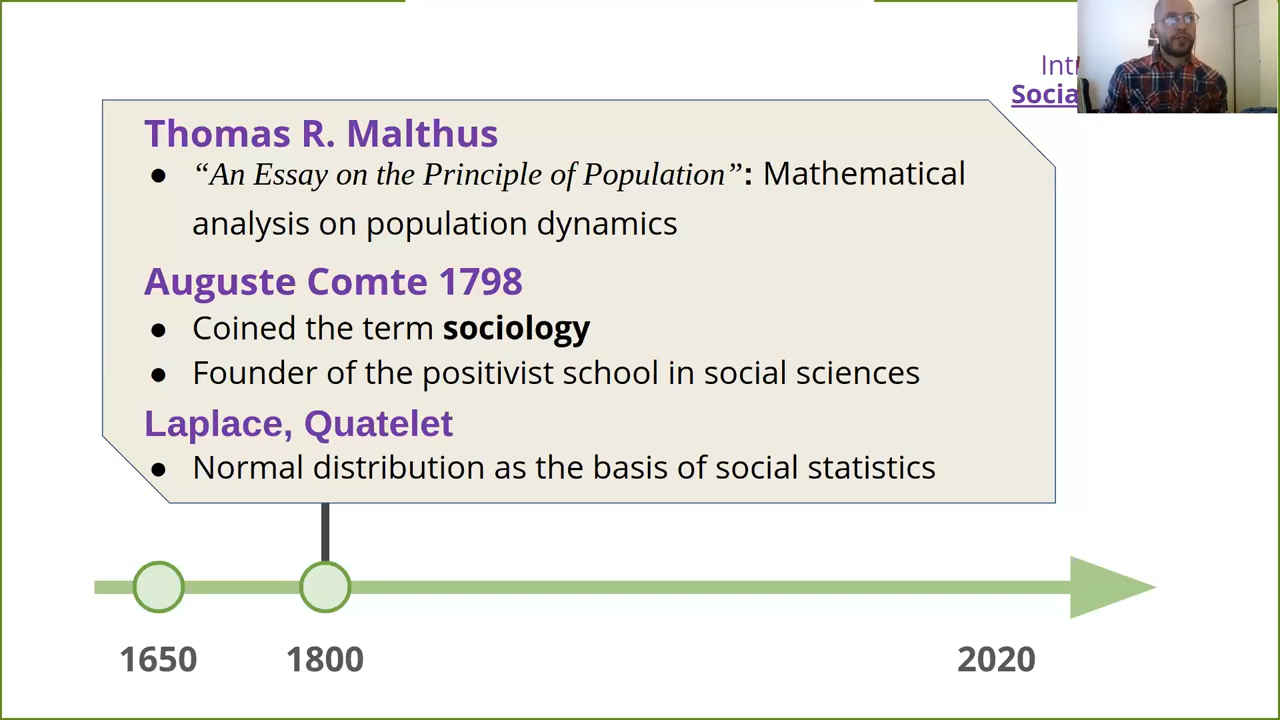 Thomas R. Malthus
● “An Essay on the Principle of Population”: Mathematical
analysis on population dynamics
Auguste Comte 1798
● Coined the term sociology
● Founder of the positivist school in social sciences
Laplace, Quatelet
● Normal distribution as the basis of social statistics
1650 1800 2020